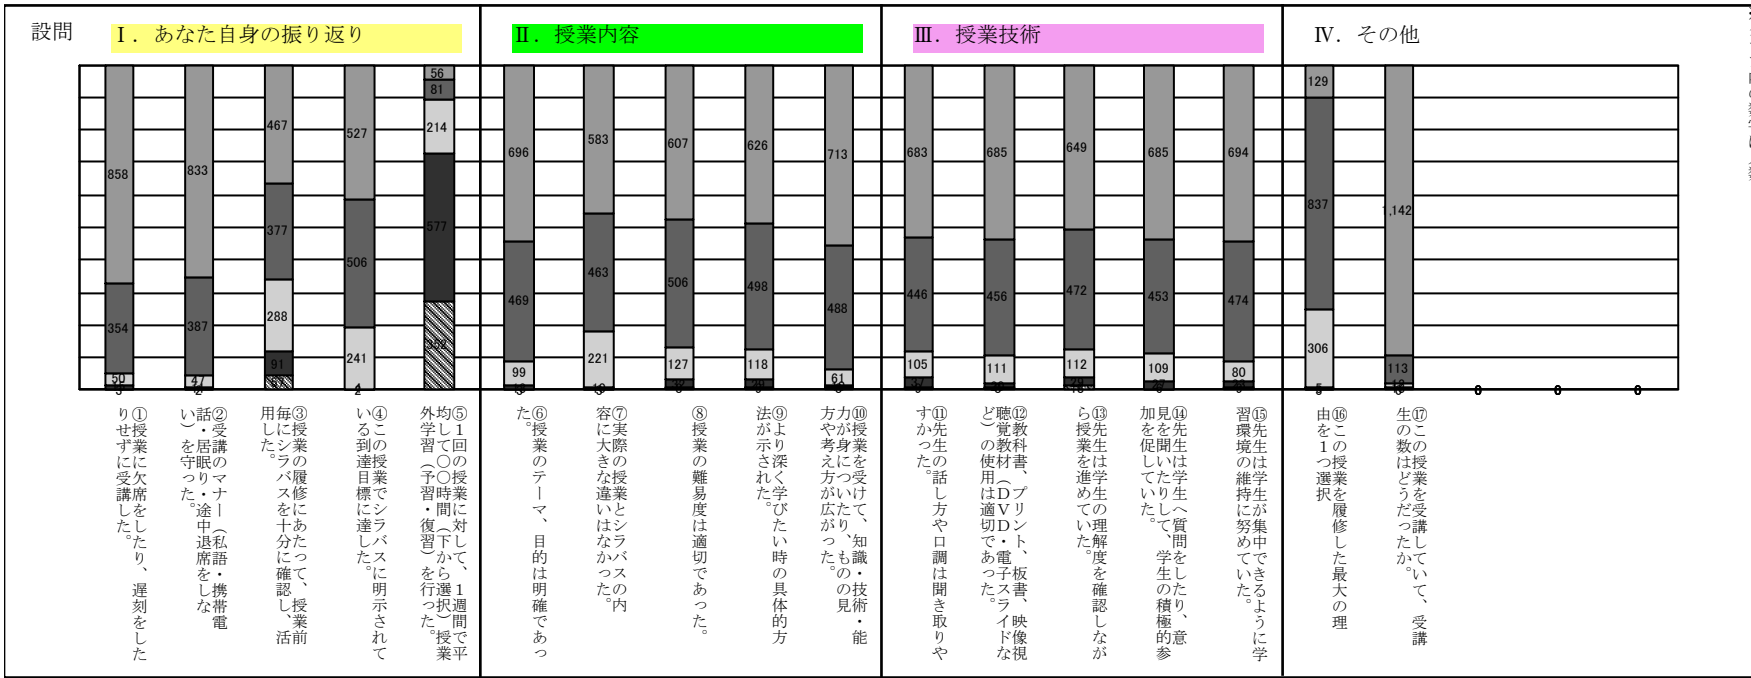 設問
Ⅰ．あなた自身の振り返り
Ⅱ．授業内容
Ⅲ．授業技術
Ⅳ．その他
858
354
50
833
387
47
2
467
377
288
91
57
527
506
241
56
81
214
577
352
696
469
99
583
463
221
607
506
127
626
498
118
713
488
61
683
446
105
37
685
456
111
649
472
112
685
453
109
694
474
80
129
837
306
5
1,142
113
①授業に欠席をしたり、遅刻をした
りせずに受講した。
②受講のマナー（私語・携帯電
話・居眠り・途中退席をしな
い）を守った。
③授業の履修にあたって、授業前
毎にシラバスを十分に確認し、活
用した。
④この授業でシラバスに明示されて
いる到達目標に達した。
⑤１回の授業に対して、１週間で平
均して〇〇時間（下から選択）授業
外学習（予習・復習）を行った。
⑥授業のテーマ、目的は明確であっ
た。
⑦実際の授業とシラバスの内
容に大きな違いはなかった。
⑧授業の難易度は適切であった。
⑨より深く学びたい時の具体的方
法が示された。
⑩授業を受けて、知識・技術・能
力が身についたり、ものの見
方や考え方が広がった。
⑪先生の話し方や口調は聞き取りや
すかった。
⑫教科書、プリント、板書、映像視
聴覚教材（ＤＶＤ・電子スライドな
ど）の使用は適切であった。
⑬先生は学生の理解度を確認しなが
ら授業を進めていた。
⑭先生は学生へ質問をしたり、意
見を聞いたりして、学生の積極的参
加を促していた。
⑮先生は学生が集中できるように学
習環境の維持に努めていた。
⑯この授業を履修した最大の理
由を１つ選択
⑰この授業を受講していて、受講
生の数はどうだったか。